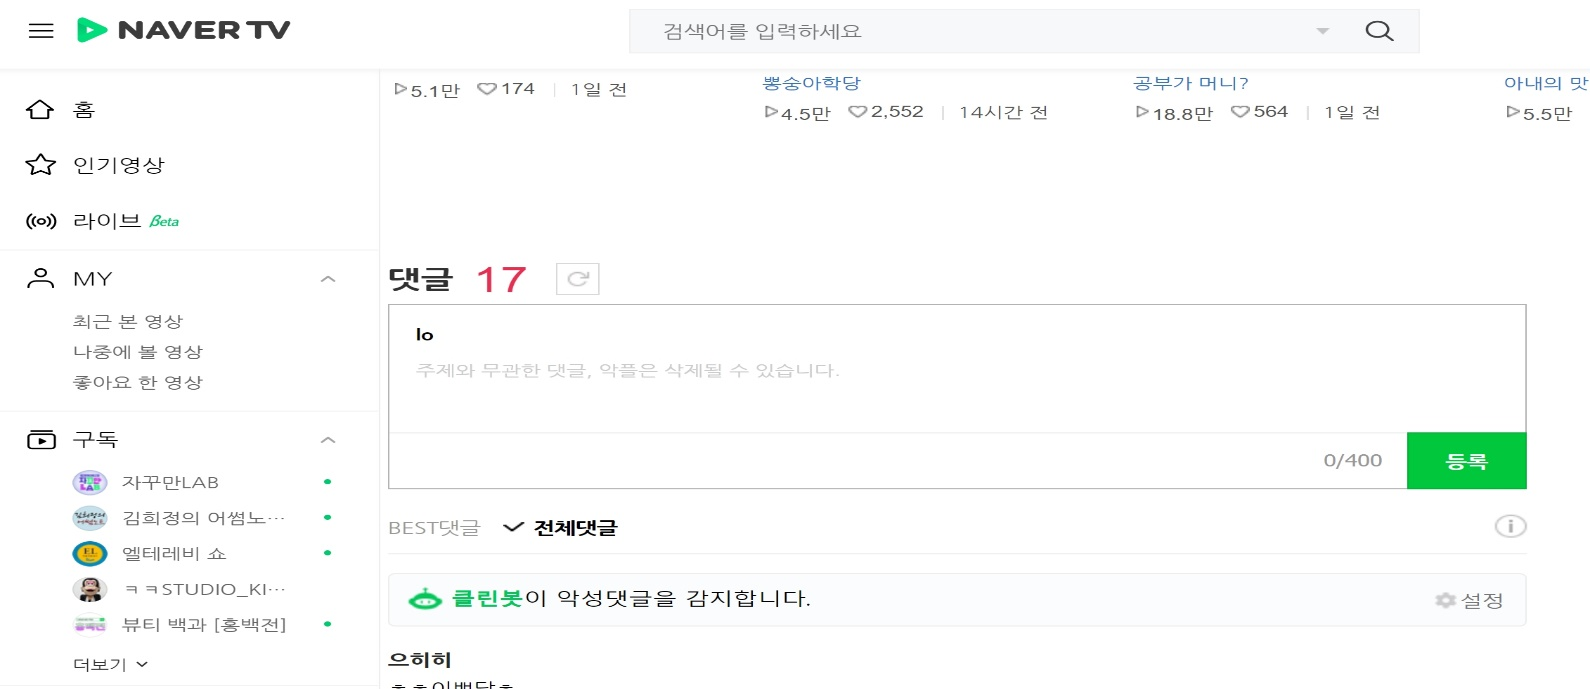 NAVER TV
검색어를 입력하세요
홈
인기영상
라이브 βeta
MY
최근 본 영상
나중에 볼 영상
좋아요 한 영상
구독
자꾸만LAB
김희정의 어썸노···
엘테레비 쇼
ㅋㅋSTUDIO_KI···
뷰티 백과 [홍백전]
더보기
5.1만 174 | 1일 전
뽕숭아학당
4.5만 2,552 | 14시간 전
공부가 머니?
18.8만 564 | 1일 전
아내의 맛
5.5만
댓글 17
lo
주제와 무관한 댓글, 악플은 삭제될 수 있습니다.
0/400 등록
BEST댓글 전체댓글
클린봇이 악성댓글을 감지합니다. 설정
으히히